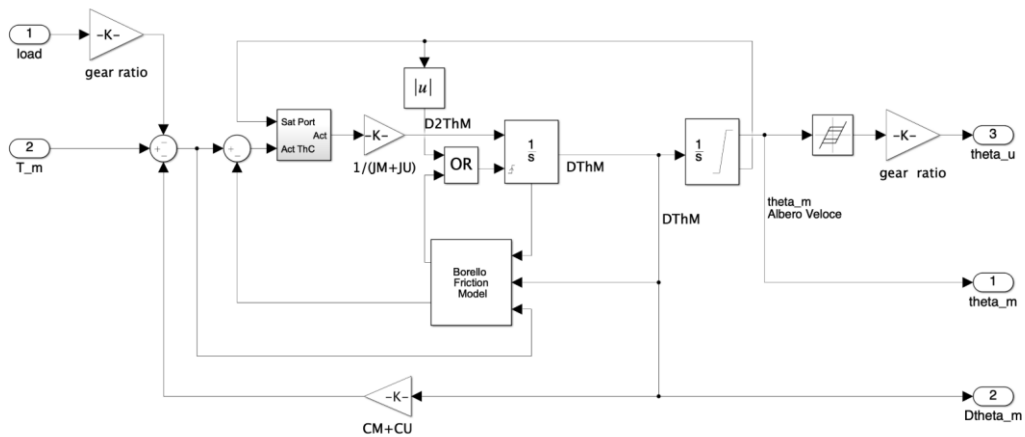 1
load
-K-
gear ratio
2
T_m
Sat Port
Act
Act ThC
-K-
1/(JM+JU)
|u|
D2ThM
OR
1
s
DThM
Borello
Friction
Model
DThM
1
s
theta_m
Albero Veloce
-K-
gear ratio
3
theta_u
1
theta_m
2
Dtheta_m
-K-
CM+CU